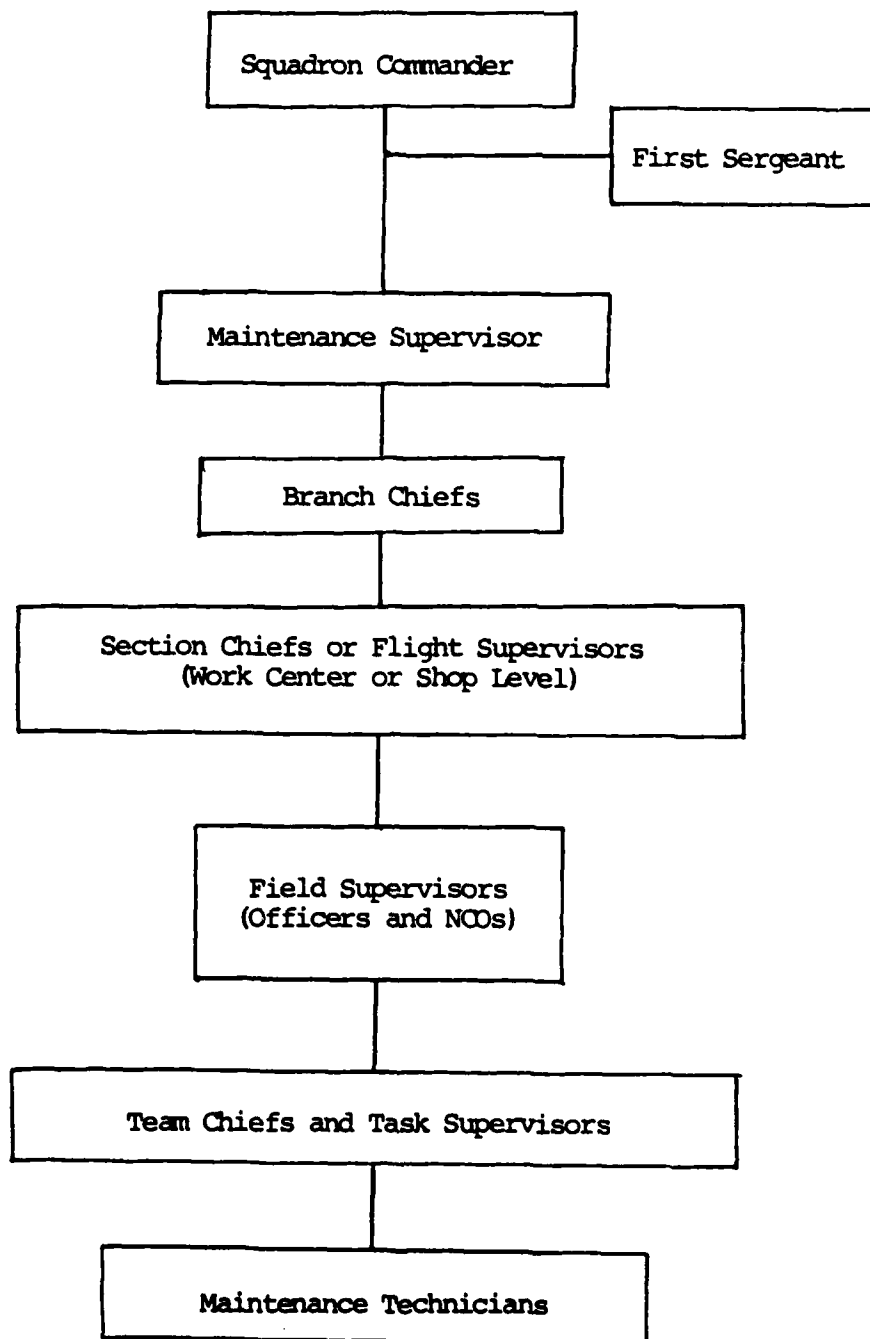 Squadron Commander
First Sergeant
Maintenance Supervisor
Branch Chiefs
Section Chiefs or Flight Supervisors
(Work Center or Shop Level)
Field Supervisors
(Officers and NCOs)
Team Chiefs and Task Supervisors
Maintenance Technicians